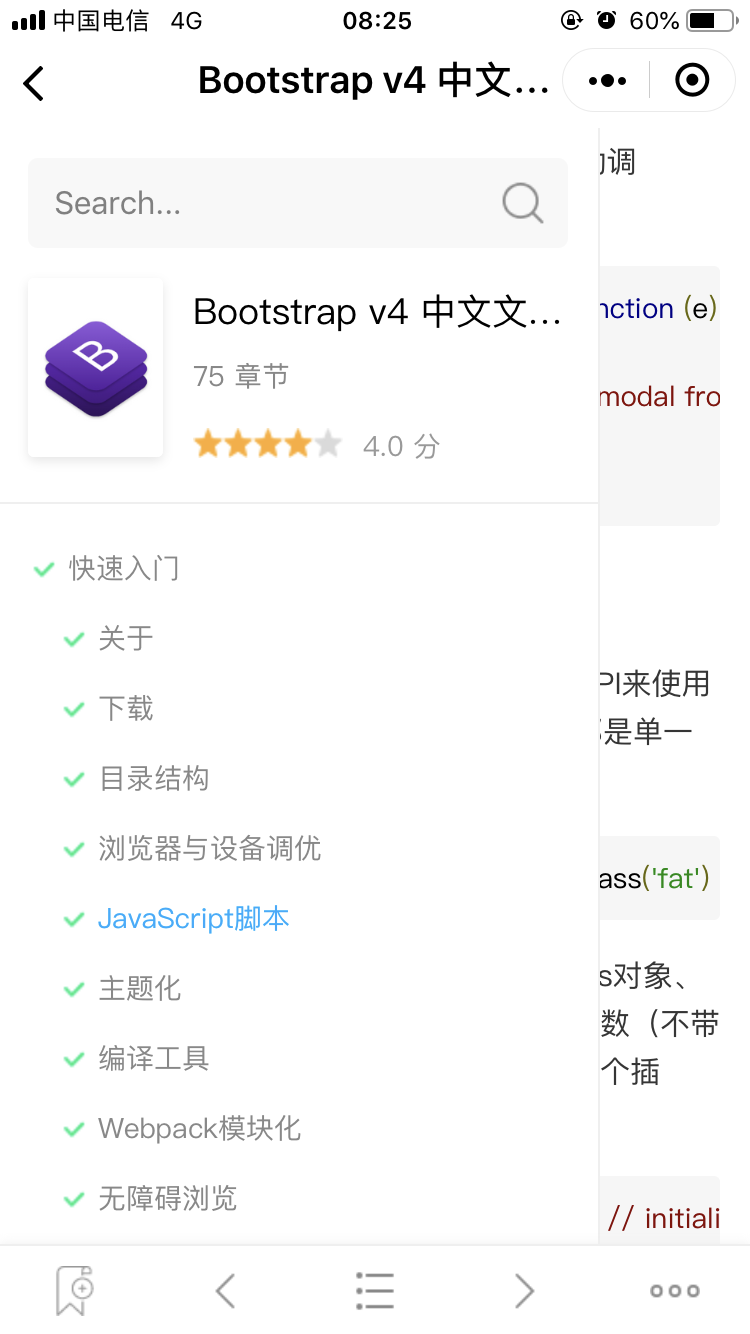 中国电信 4G 08:25 60%
Bootstrap v4 中文...
Search...
Bootstrap v4 中文文...
75 章节
4.0 分
快速入门
关于
下载
目录结构
浏览器与设备调优
JavaScript脚本
主题化
编译工具
Webpack模块化
无障碍浏览
调
nction (e)
modal fro
PI来使用
是单一
ass('fat')
s对象、
数（不带
个插
// initiali